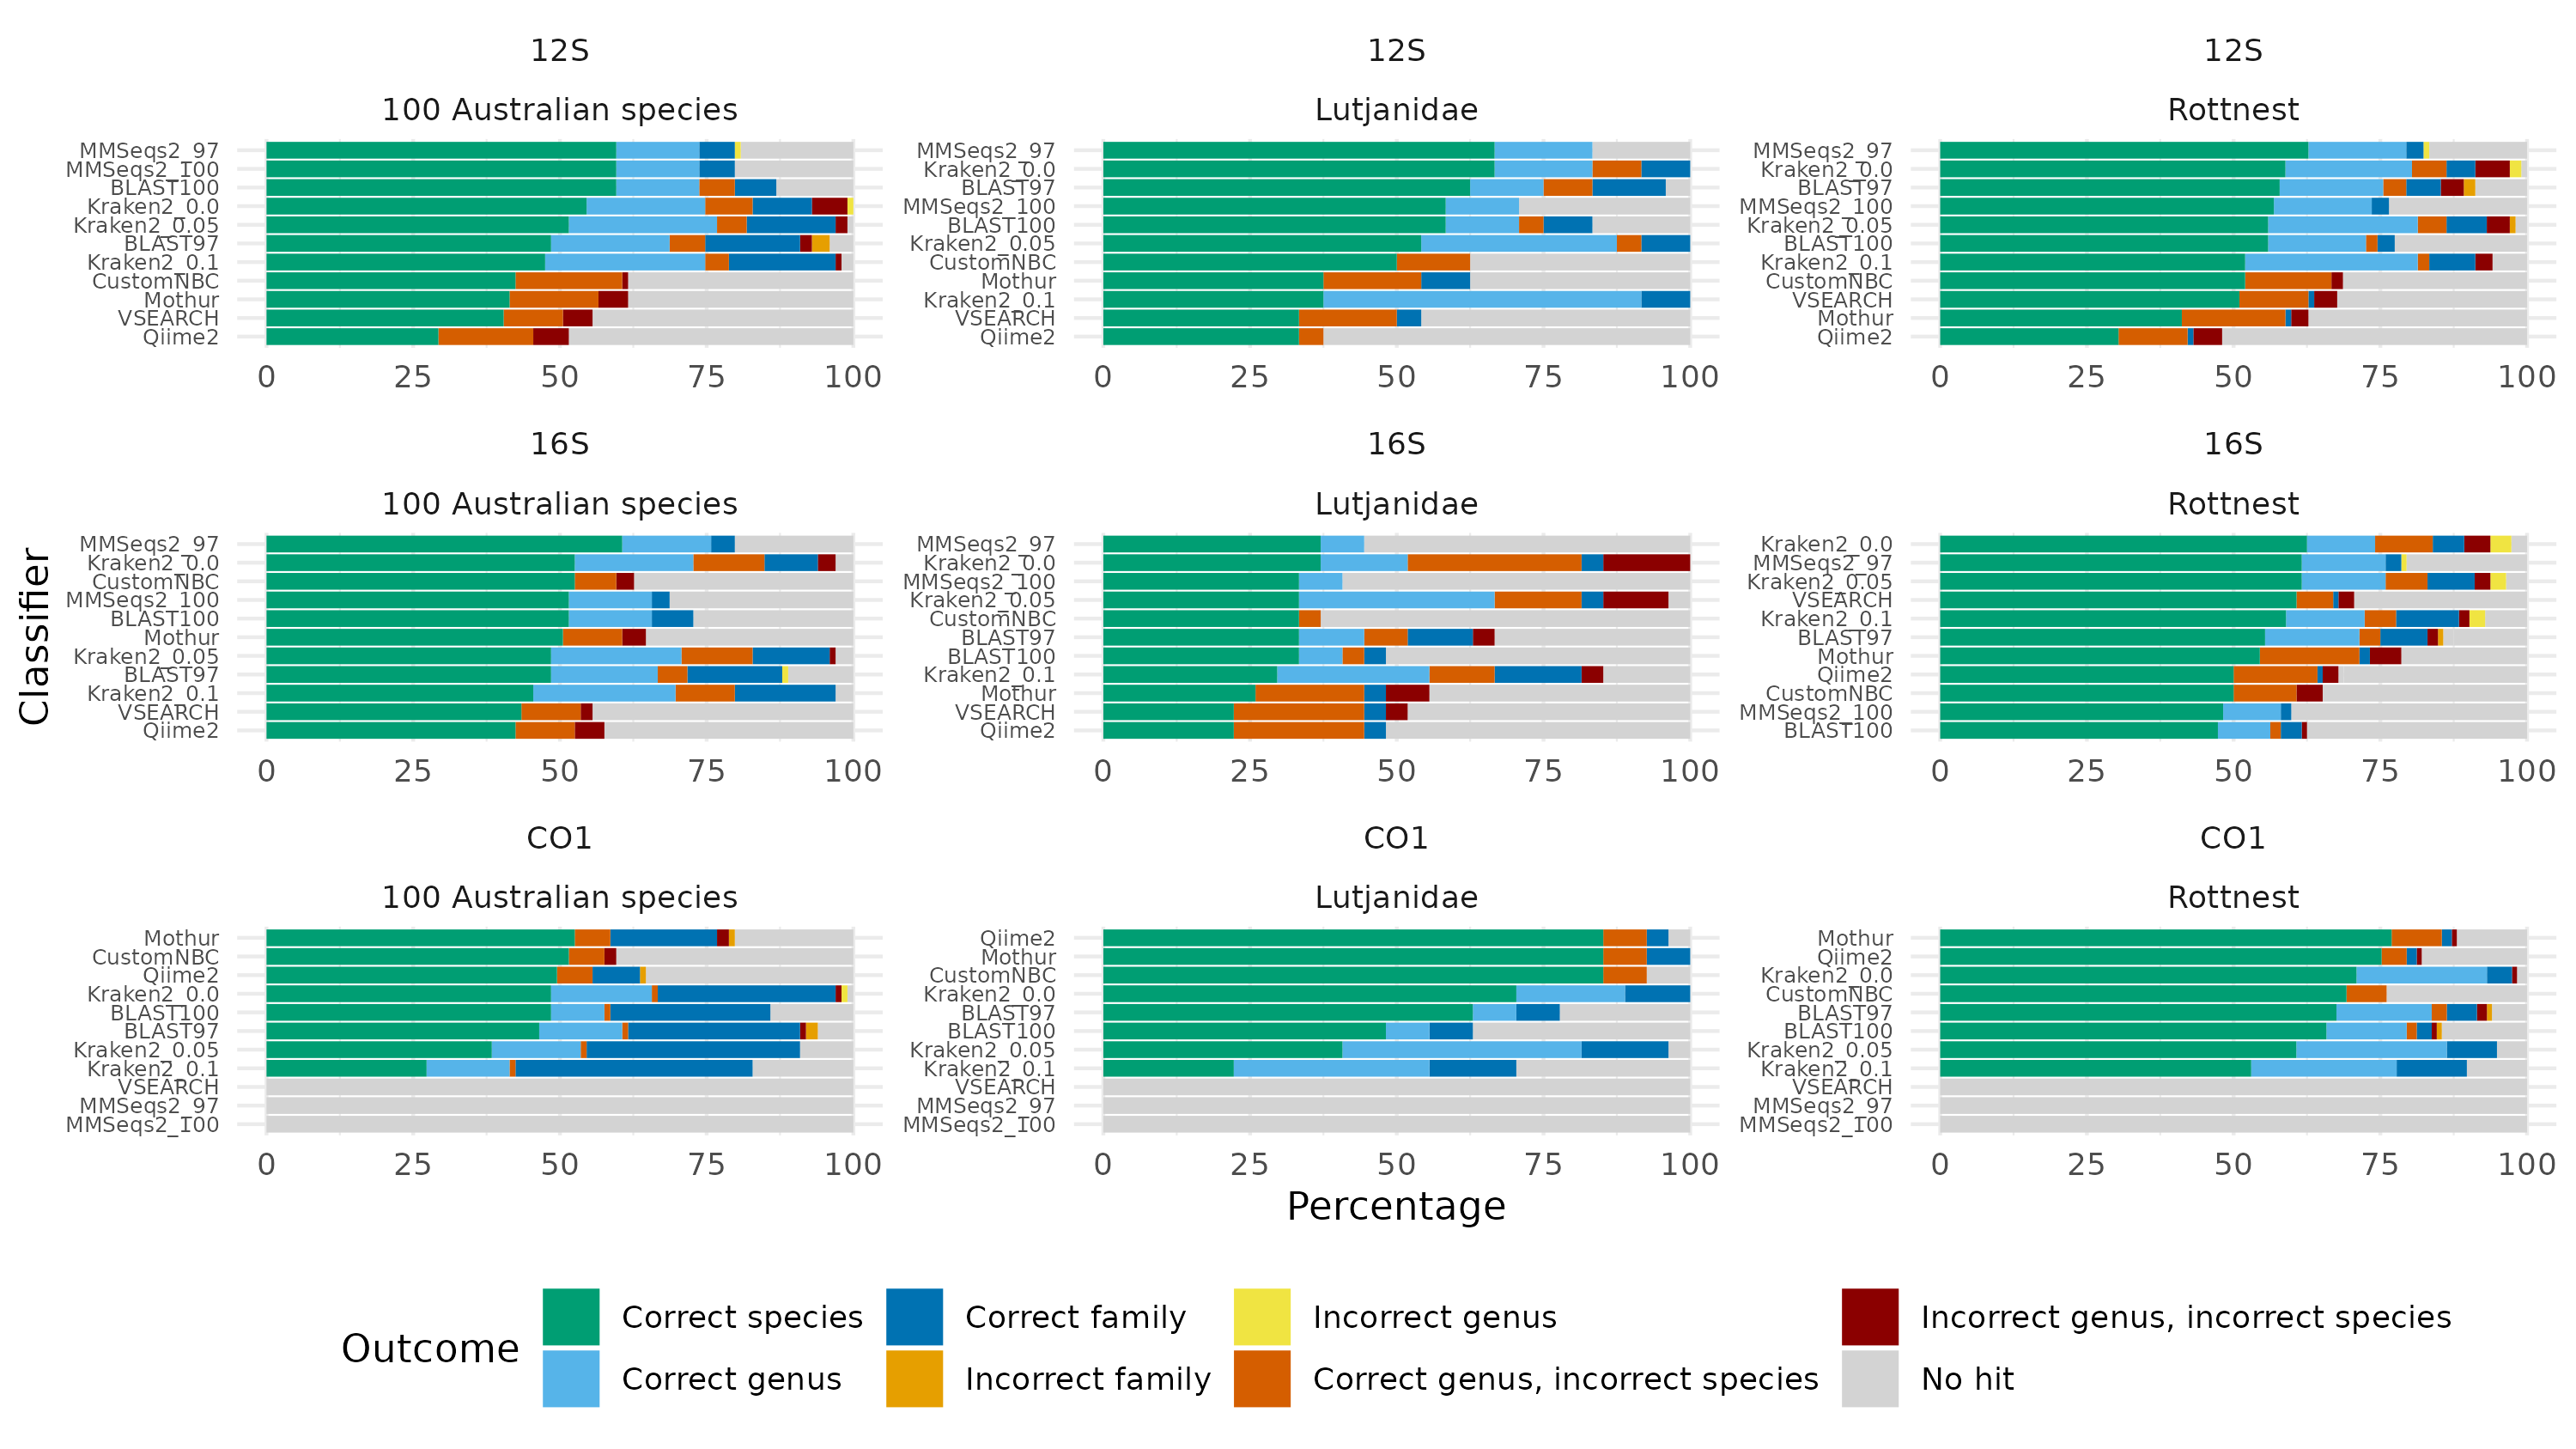 12S
100 Australian species
MMSeqs2_97
MMSeqs2_100
BLAST100
Kraken2_0.0
Kraken2_0.05
BLAST97
Kraken2_0.1
CustomNBC
Mothur
VSEARCH
Qiime2
0 25 50 75 100
12S
Lutjanidae
MMSeqs2_97
Kraken2_0.0
BLAST97
MMSeqs2_100
BLAST100
Kraken2_0.05
CustomNBC
Mothur
Kraken2_0.1
VSEARCH
Qiime2
0 25 50 75 100
12S
Rottnest
MMSeqs2_97
Kraken2_0.0
BLAST97
MMSeqs2_100
Kraken2_0.05
BLAST100
Kraken2_0.1
CustomNBC
VSEARCH
Mothur
Qiime2
0 25 50 75 100
Classifier
16S
100 Australian species
MMSeqs2_97
Kraken2_0.0
CustomNBC
MMSeqs2_100
BLAST100
Mothur
Kraken2_0.05
BLAST97
Kraken2_0.1
VSEARCH
Qiime2
0 25 50 75 100
16S
Lutjanidae
MMSeqs2_97
Kraken2_0.0
MMSeqs2_100
Kraken2_0.05
CustomNBC
BLAST97
BLAST100
Kraken2_0.1
Mothur
VSEARCH
Qiime2
0 25 50 75 100
16S
Rottnest
Kraken2_0.0
MMSeqs2_97
Kraken2_0.05
VSEARCH
Kraken2_0.1
BLAST97
Mothur
Qiime2
CustomNBC
MMSeqs2_100
BLAST100
0 25 50 75 100
CO1
100 Australian species
Mothur
CustomNBC
Qiime2
Kraken2_0.0
BLAST100
BLAST97
Kraken2_0.05
Kraken2_0.1
VSEARCH
MMSeqs2_97
MMSeqs2_100
0 25 50 75 100
CO1
Lutjanidae
Qiime2
Mothur
CustomNBC
Kraken2_0.0
BLAST97
BLAST100
Kraken2_0.05
Kraken2_0.1
VSEARCH
MMSeqs2_97
MMSeqs2_100
0 25 50 75 100
CO1
Rottnest
Mothur
Qiime2
Kraken2_0.0
CustomNBC
BLAST97
BLAST100
Kraken2_0.05
Kraken2_0.1
VSEARCH
MMSeqs2_97
MMSeqs2_100
0 25 50 75 100
Percentage
Outcome
Correct species
Correct family
Incorrect genus
Incorrect genus, incorrect species
Correct genus
Incorrect family
Correct genus, incorrect species
No hit